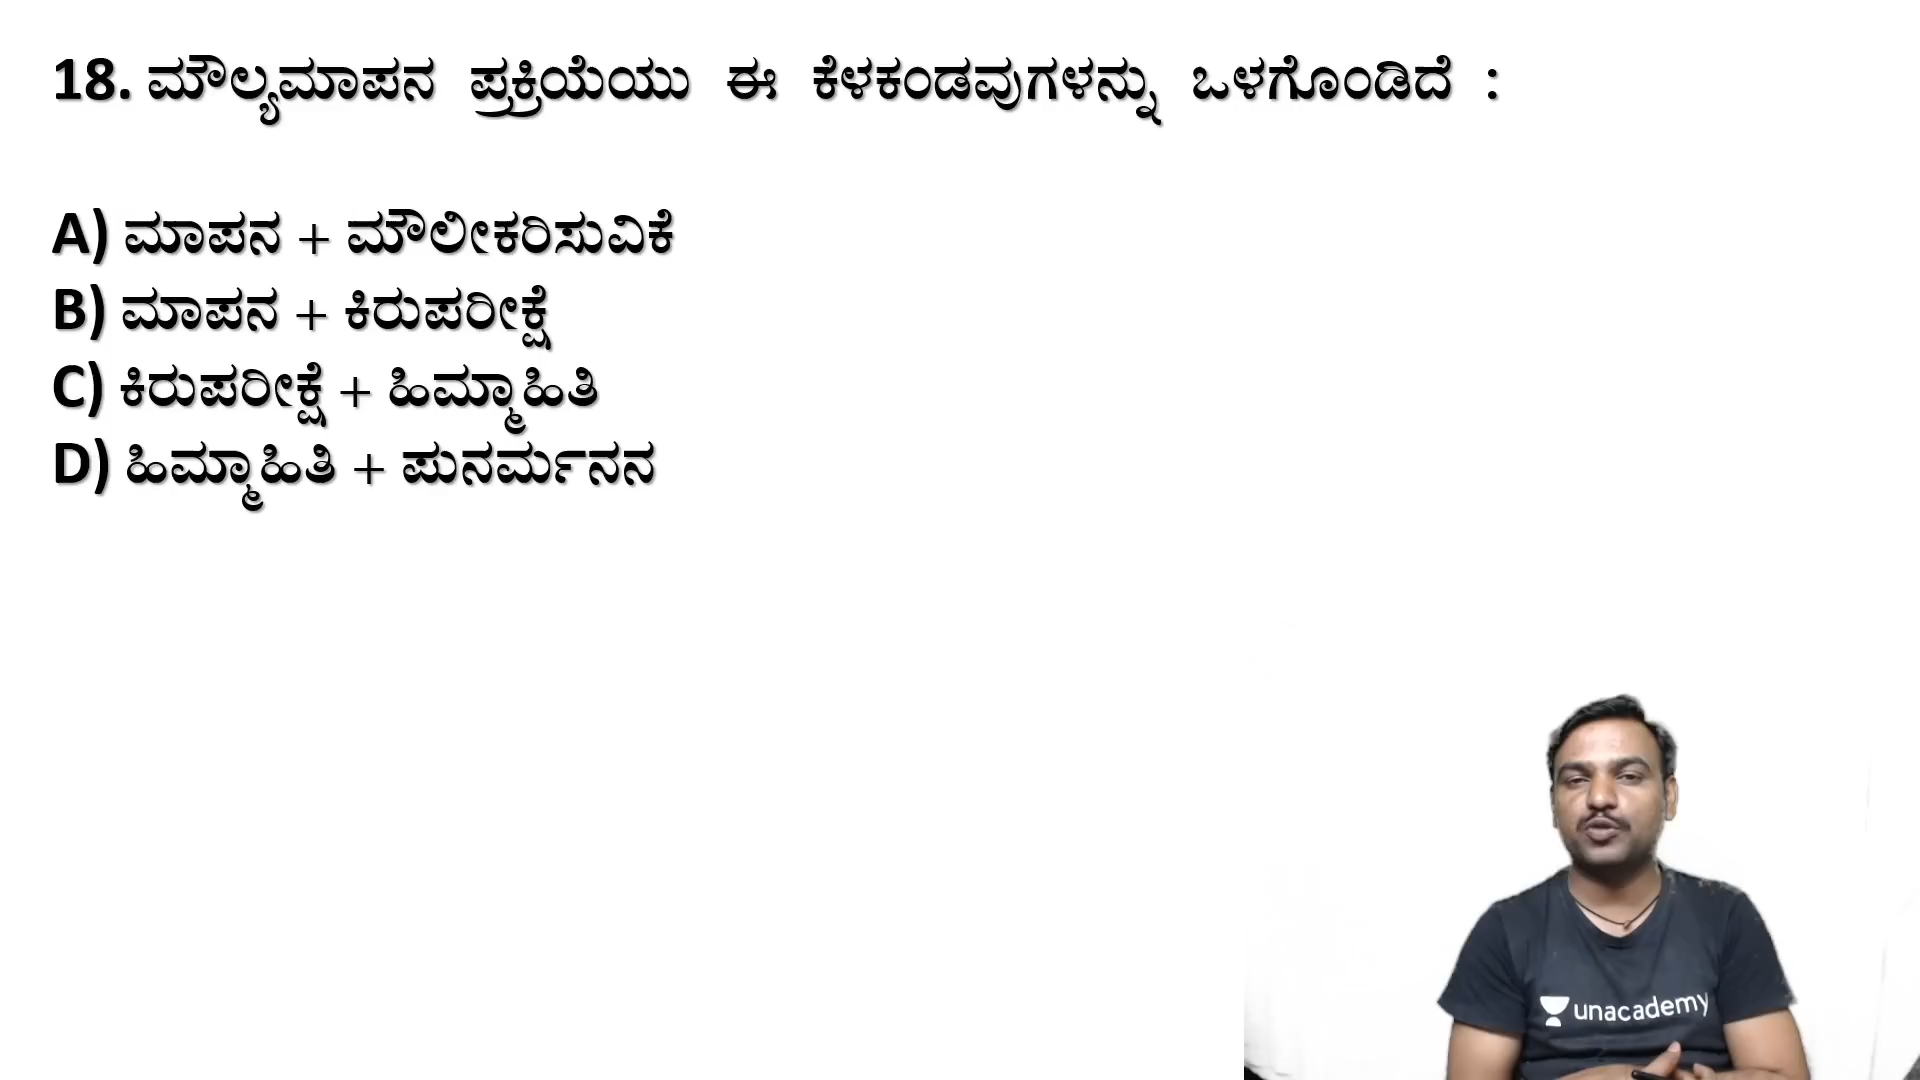 18. ಮೌಲ್ಯಮಾಪನ ಪ್ರಕ್ರಿಯೆಯು ಈ ಕೆಳಕಂಡವುಗಳನ್ನು ಒಳಗೊಂಡಿದೆ :
A) ಮಾಪನ + ಮೌಲೀಕರಿಸುವಿಕೆ
B) ಮಾಪನ + ಕಿರುಪರೀಕ್ಷೆ
C) ಕಿರುಪರೀಕ್ಷೆ + ಹಿಮ್ಮಾಹಿತಿ
D) ಹಿಮ್ಮಾಹಿತಿ + ಪುನರ್ಮನನ
unacademy